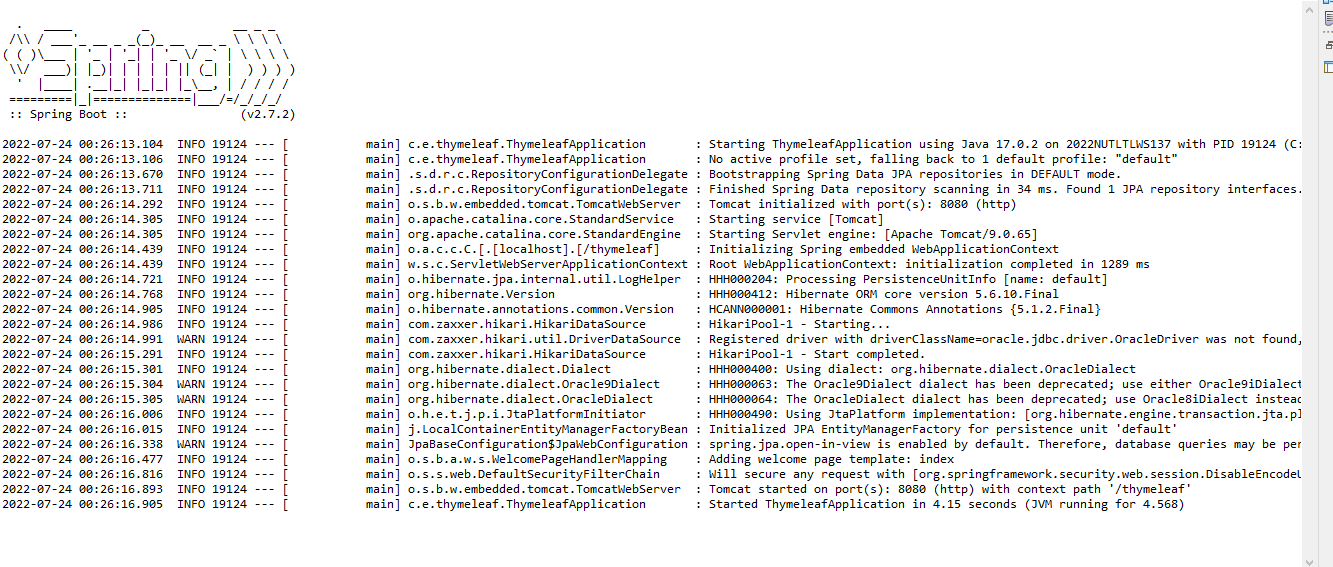 .   ____          _            __ _ _
 /\\ / ___'_ __ _ _(_)_ __  __ _ \ \ \ \
( ( )\___ | '_ | '_| | '_ \/ _` | \ \ \ \
 \\/  ___)| |_)| | | | | || (_| |  ) ) ) )
  '  |____| .__|_| |_|_| |_\__, | / / / /
 =========|_|==============|___/=/_/_/_/
 :: Spring Boot ::                (v2.7.2)
2022-07-24 00:26:13.104  INFO 19124 --- [           main] c.e.thymeleaf.ThymeleafApplication       : Starting ThymeleafApplication using Java 17.0.2 on 2022NUTLTLWS137 with PID 19124 (C:
2022-07-24 00:26:13.106  INFO 19124 --- [           main] c.e.thymeleaf.ThymeleafApplication       : No active profile set, falling back to 1 default profile: "default"
2022-07-24 00:26:13.670  INFO 19124 --- [           main] .s.d.r.c.RepositoryConfigurationDelegate : Bootstrapping Spring Data JPA repositories in DEFAULT mode.
2022-07-24 00:26:13.711  INFO 19124 --- [           main] .s.d.r.c.RepositoryConfigurationDelegate : Finished Spring Data repository scanning in 34 ms. Found 1 JPA repository interfaces.
2022-07-24 00:26:14.292  INFO 19124 --- [           main] o.s.b.w.embedded.tomcat.TomcatWebServer  : Tomcat initialized with port(s): 8080 (http)
2022-07-24 00:26:14.305  INFO 19124 --- [           main] o.apache.catalina.core.StandardService   : Starting service [Tomcat]
2022-07-24 00:26:14.305  INFO 19124 --- [           main] org.apache.catalina.core.StandardEngine  : Starting Servlet engine: [Apache Tomcat/9.0.65]
2022-07-24 00:26:14.439  INFO 19124 --- [           main] o.a.c.c.C.[.[localhost].[/thymeleaf]     : Initializing Spring embedded WebApplicationContext
2022-07-24 00:26:14.439  INFO 19124 --- [           main] w.s.c.ServletWebServerApplicationContext : Root WebApplicationContext: initialization completed in 1289 ms
2022-07-24 00:26:14.721  INFO 19124 --- [           main] o.hibernate.jpa.internal.util.LogHelper  : HHH000204: Processing PersistenceUnitInfo [name: default]
2022-07-24 00:26:14.768  INFO 19124 --- [           main] org.hibernate.Version                    : HHH000412: Hibernate ORM core version 5.6.10.Final
2022-07-24 00:26:14.905  INFO 19124 --- [           main] o.hibernate.annotations.common.Version   : HCANN000001: Hibernate Commons Annotations {5.1.2.Final}
2022-07-24 00:26:14.986  INFO 19124 --- [           main] com.zaxxer.hikari.HikariDataSource       : HikariPool-1 - Starting...
2022-07-24 00:26:14.991  WARN 19124 --- [           main] com.zaxxer.hikari.util.DriverDataSource  : Registered driver with driverClassName=oracle.jdbc.driver.OracleDriver was not found,
2022-07-24 00:26:15.291  INFO 19124 --- [           main] com.zaxxer.hikari.HikariDataSource       : HikariPool-1 - Start completed.
2022-07-24 00:26:15.301  INFO 19124 --- [           main] org.hibernate.dialect.Dialect            : HHH000400: Using dialect: org.hibernate.dialect.OracleDialect
2022-07-24 00:26:15.304  WARN 19124 --- [           main] org.hibernate.dialect.Oracle9Dialect     : HHH000063: The Oracle9Dialect dialect has been deprecated; use either Oracle9iDialect
2022-07-24 00:26:15.305  WARN 19124 --- [           main] org.hibernate.dialect.OracleDialect      : HHH000064: The OracleDialect dialect has been deprecated; use Oracle8iDialect instead
2022-07-24 00:26:16.006  INFO 19124 --- [           main] o.h.e.t.j.p.i.JtaPlatformInitiator       : HHH000490: Using JtaPlatform implementation: [org.hibernate.engine.transaction.jta.pl
2022-07-24 00:26:16.015  INFO 19124 --- [           main] j.LocalContainerEntityManagerFactoryBean : Initialized JPA EntityManagerFactory for persistence unit 'default'
2022-07-24 00:26:16.338  WARN 19124 --- [           main] JpaBaseConfiguration$JpaWebConfiguration : spring.jpa.open-in-view is enabled by default. Therefore, database queries may be per
2022-07-24 00:26:16.477  INFO 19124 --- [           main] o.s.b.a.w.s.WelcomePageHandlerMapping    : Adding welcome page template: index
2022-07-24 00:26:16.816  INFO 19124 --- [           main] o.s.s.web.DefaultSecurityFilterChain     : Will secure any request with [org.springframework.security.web.session.DisableEncodeU
2022-07-24 00:26:16.893  INFO 19124 --- [           main] o.s.b.w.embedded.tomcat.TomcatWebServer  : Tomcat started on port(s): 8080 (http) with context path '/thymeleaf'
2022-07-24 00:26:16.905  INFO 19124 --- [           main] c.e.thymeleaf.ThymeleafApplication       : Started ThymeleafApplication in 4.15 seconds (JVM running for 4.568)